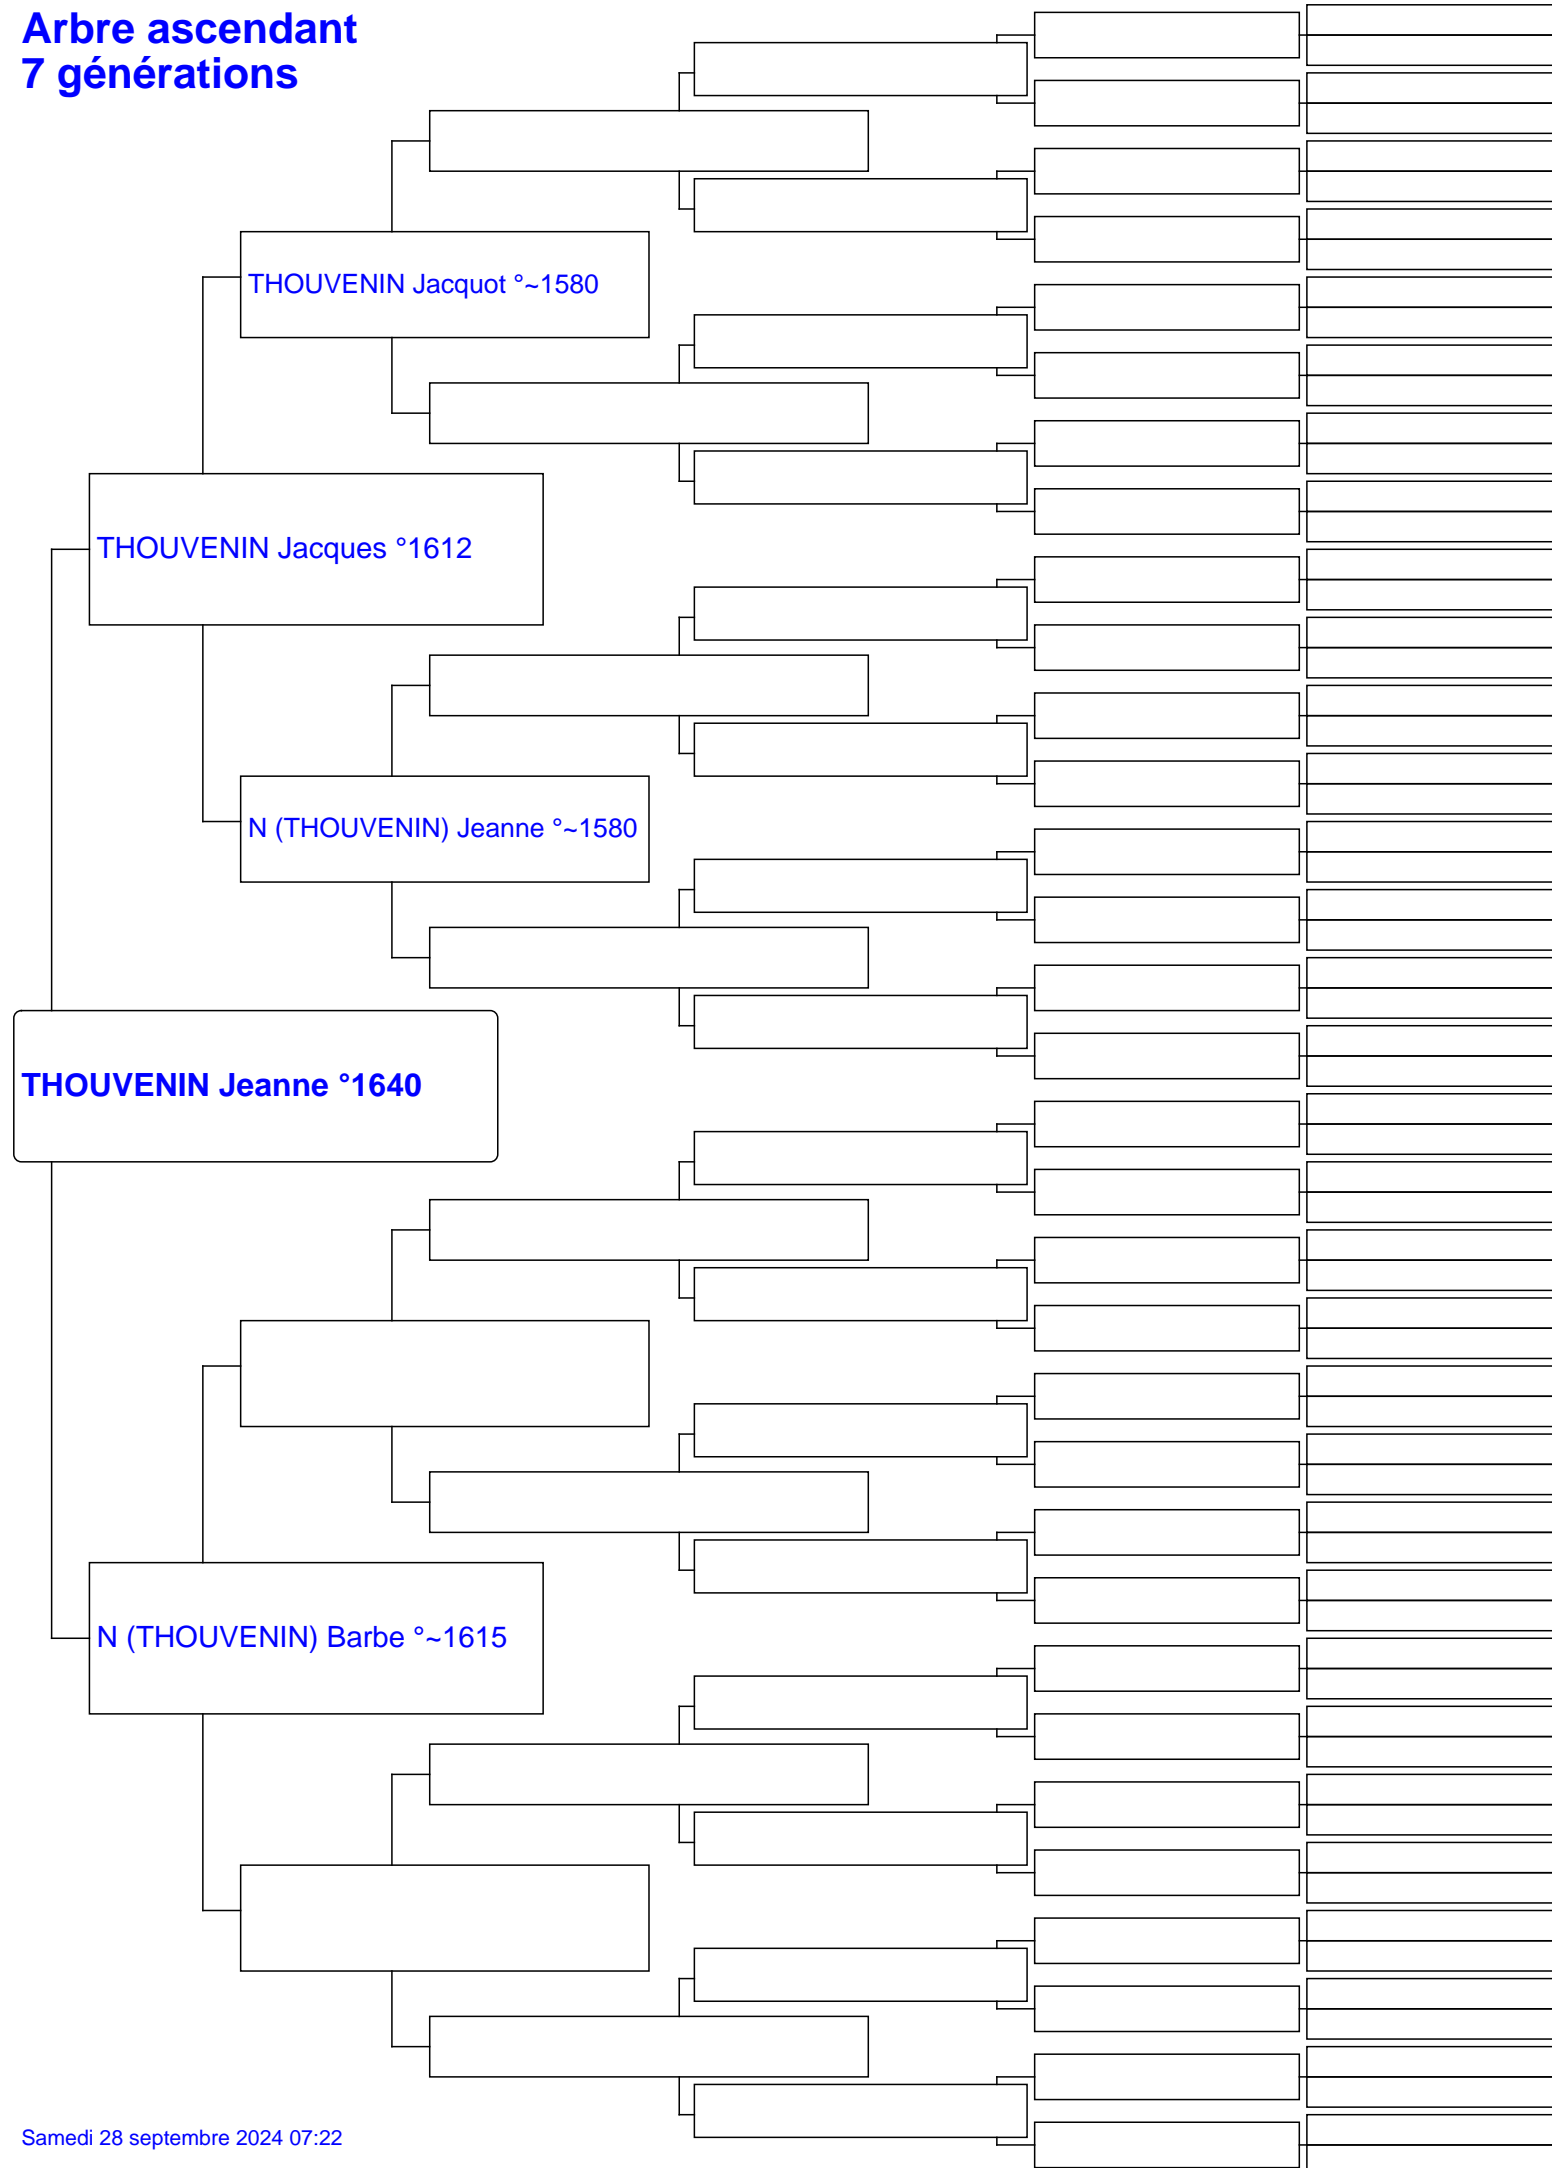 Arbre ascendant
7 générations
THOUVENIN Jacquot °~1580
THOUVENIN Jacques °1612
N (THOUVENIN) Jeanne °~1580
THOUVENIN Jeanne °1640
N (THOUVENIN) Barbe °~1615
Samedi 28 septembre 2024 07:22